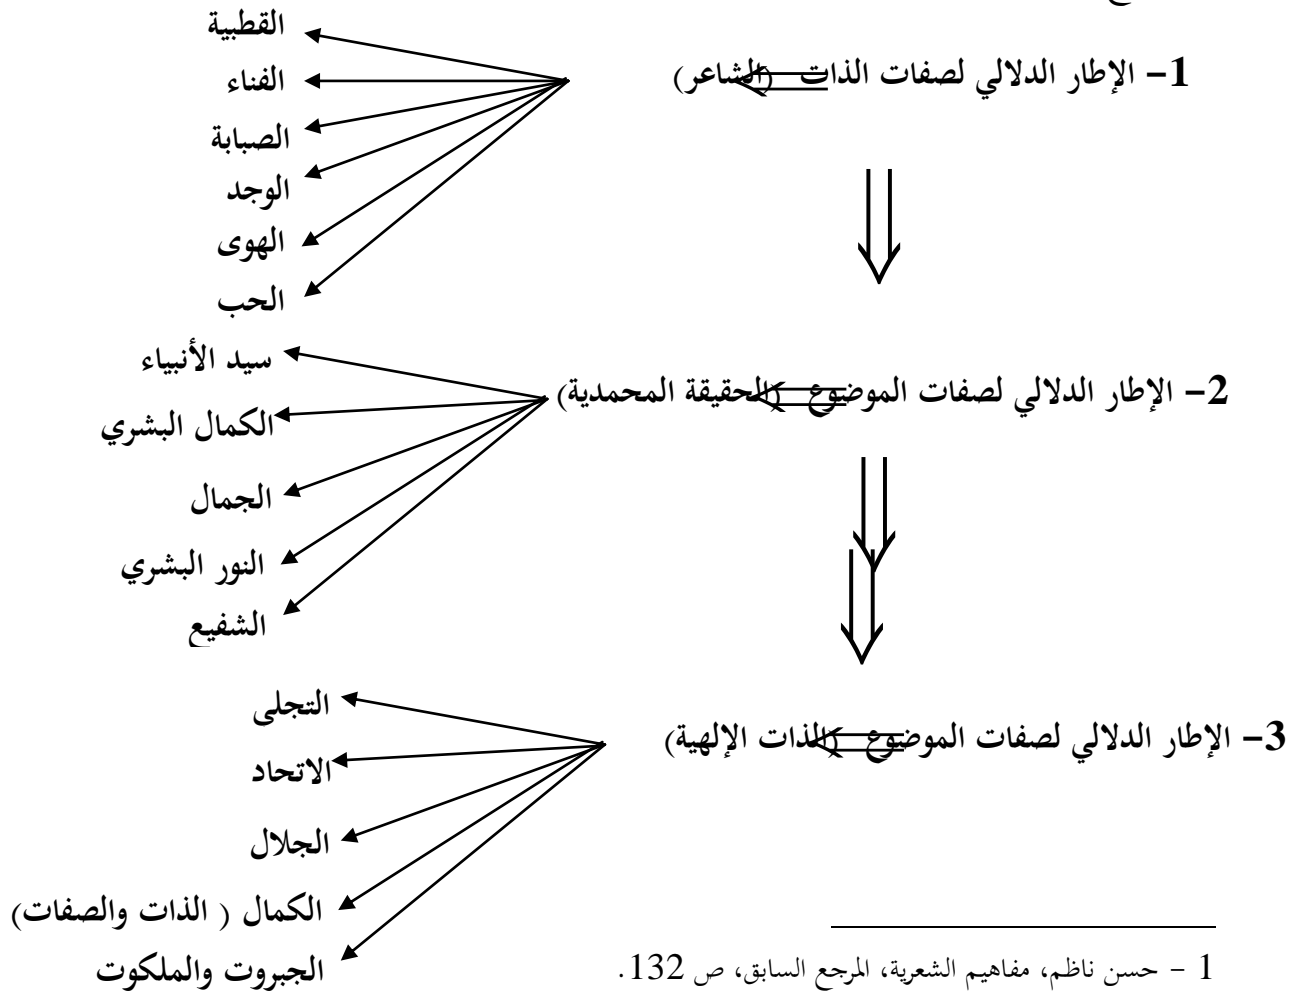 1- الإطار الدلالي لصفات الذات (الشاعر)
القطبية
الفناء
الصبابة
الوجد
الهوى
الحب
2- الإطار الدلالي لصفات الموضوع (الحقيقة المحمدية)
سيد الأنبياء
الكمال البشري
الجمال
النور البشري
الشفيع
3- الإطار الدلالي لصفات الموضوع (الذات الإلهية)
التجلى
الاتحاد
الجلال
الكمال ( الذات والصفات)
الجبروت والملكوت
1 - حسن ناظم، مفاهيم الشعرية، المرجع السابق، ص 132.